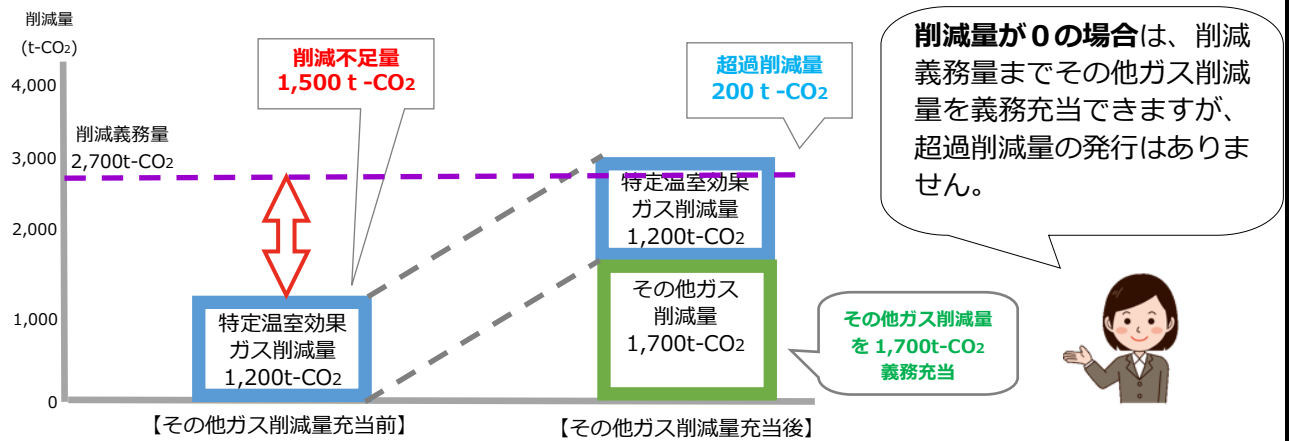 削減量
(t-CO2)
4,000
3,000
2,000
1,000
0
削減義務量
2,700t-CO2
削減不足量
1,500ｔ-CO2
特定温室効果
ガス削減量
1,200t-CO2
【その他ガス削減量充当前】
超過削減量
200ｔ-CO2
特定温室効果
ガス削減量
1,200t-CO2
その他ガス
削減量
1,700t-CO2
【その他ガス削減量充当後】
その他ガス削減量
を 1,700t-CO2
義務充当
削減量が０の場合は、削減
義務量までその他ガス削減
量を義務充当できますが、
超過削減量の発行はありま
せん。